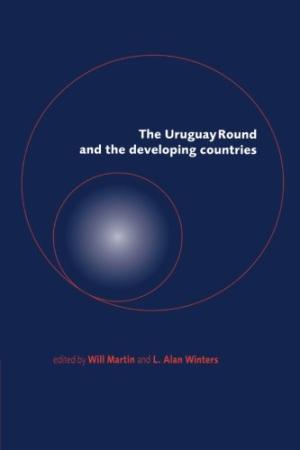 The Uruguay Round
and the developing countries
edited by Will Martin and L. Alan Winters